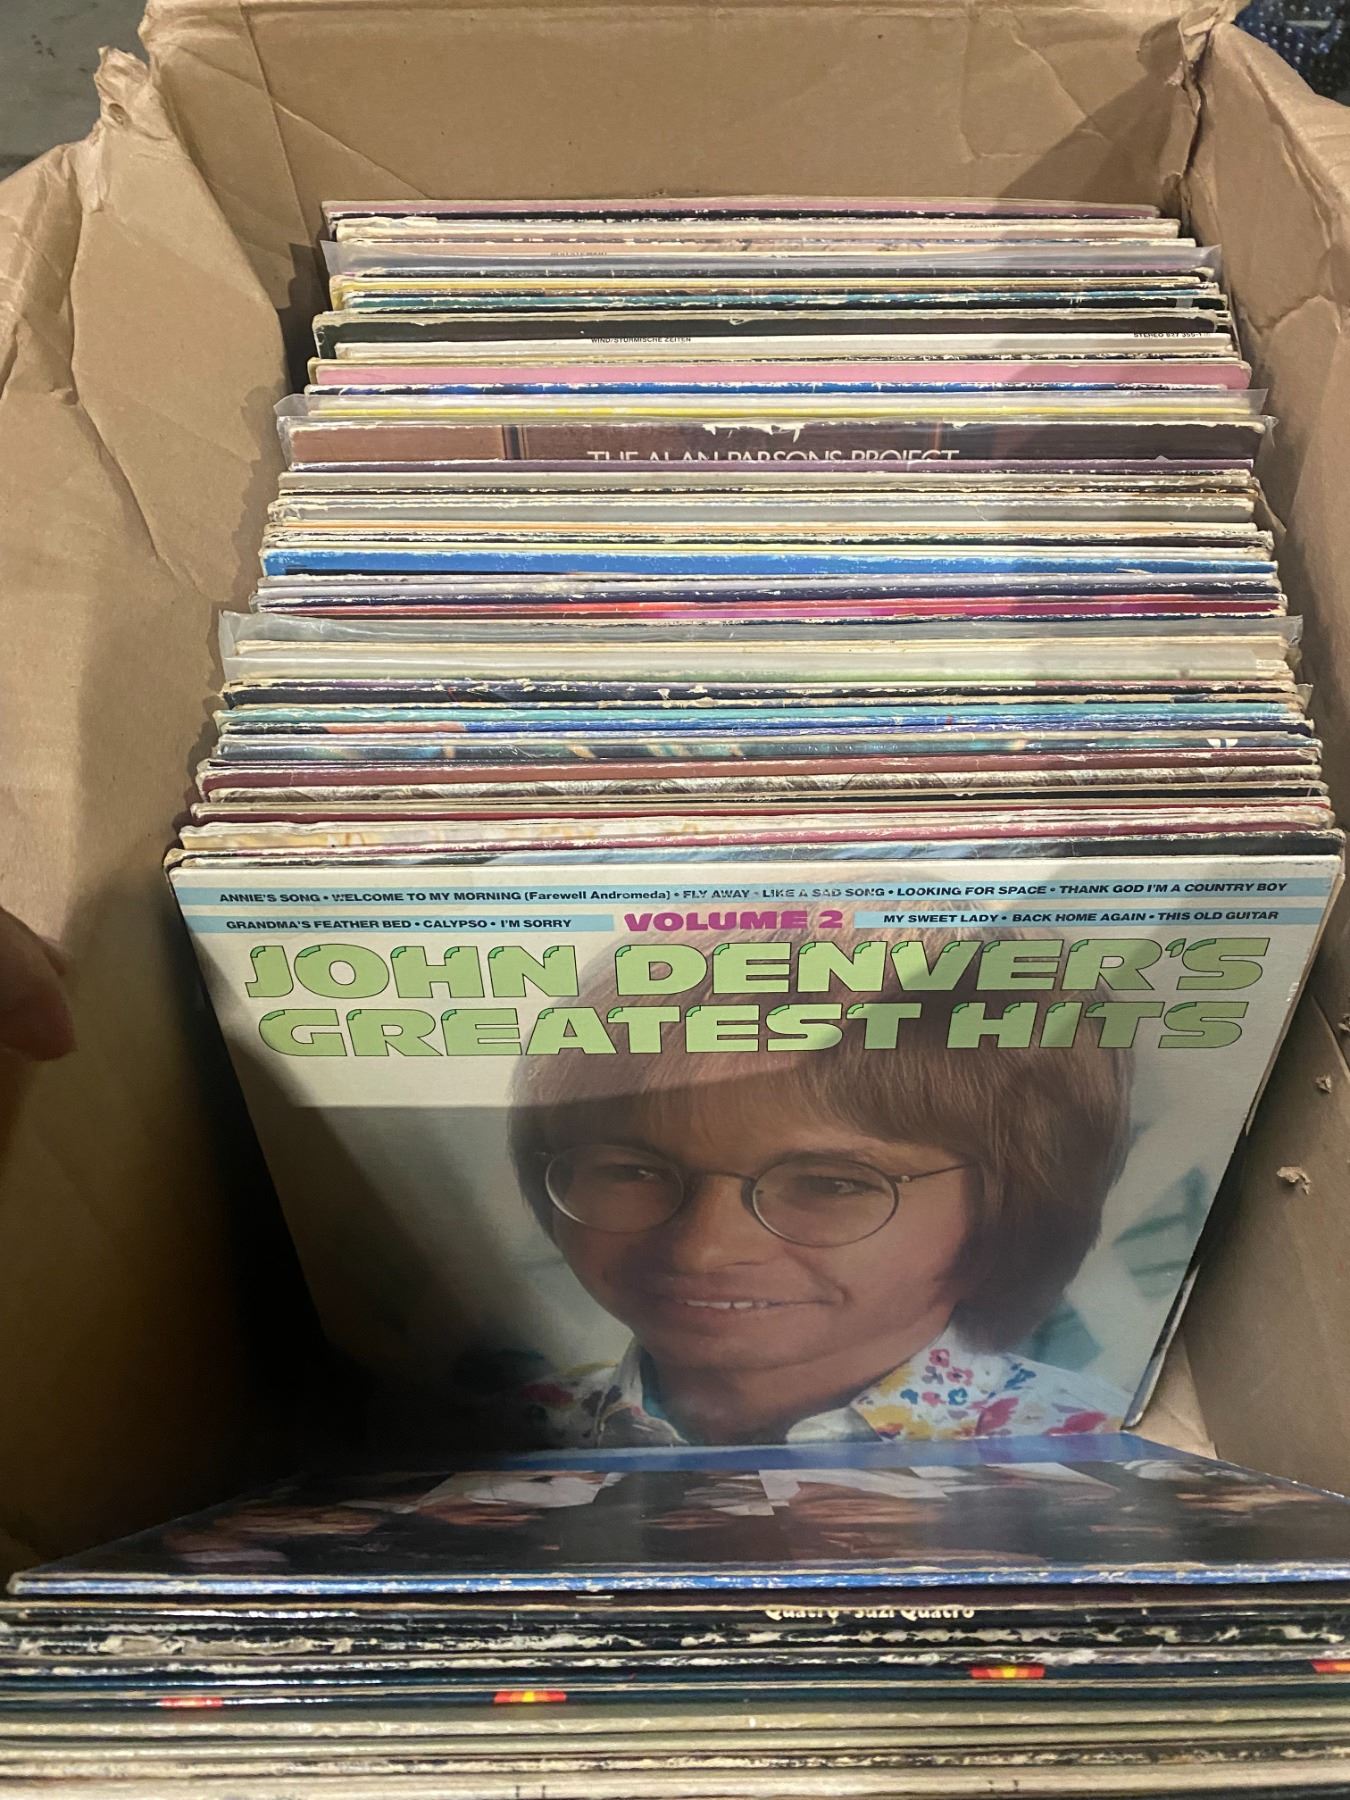 WIND/STÜRMISCHE ZEITEN
THE ALAN PARSONS PROJECT
ANNIE'S SONG • WELCOME TO MY MORNING (Farewell Andromeda) • FLY AWAY • LIKE A SAD SONG • LOOKING FOR SPACE • THANK GOD I'M A COUNTRY BOY
GRANDMA'S FEATHER BED • CALYPSO • I'M SORRY VOLUME 2 MY SWEET LADY • BACK HOME AGAIN • THIS OLD GUITAR
JOHN DENVER'S
GREATEST HITS
Quatro · Suzi Quatro